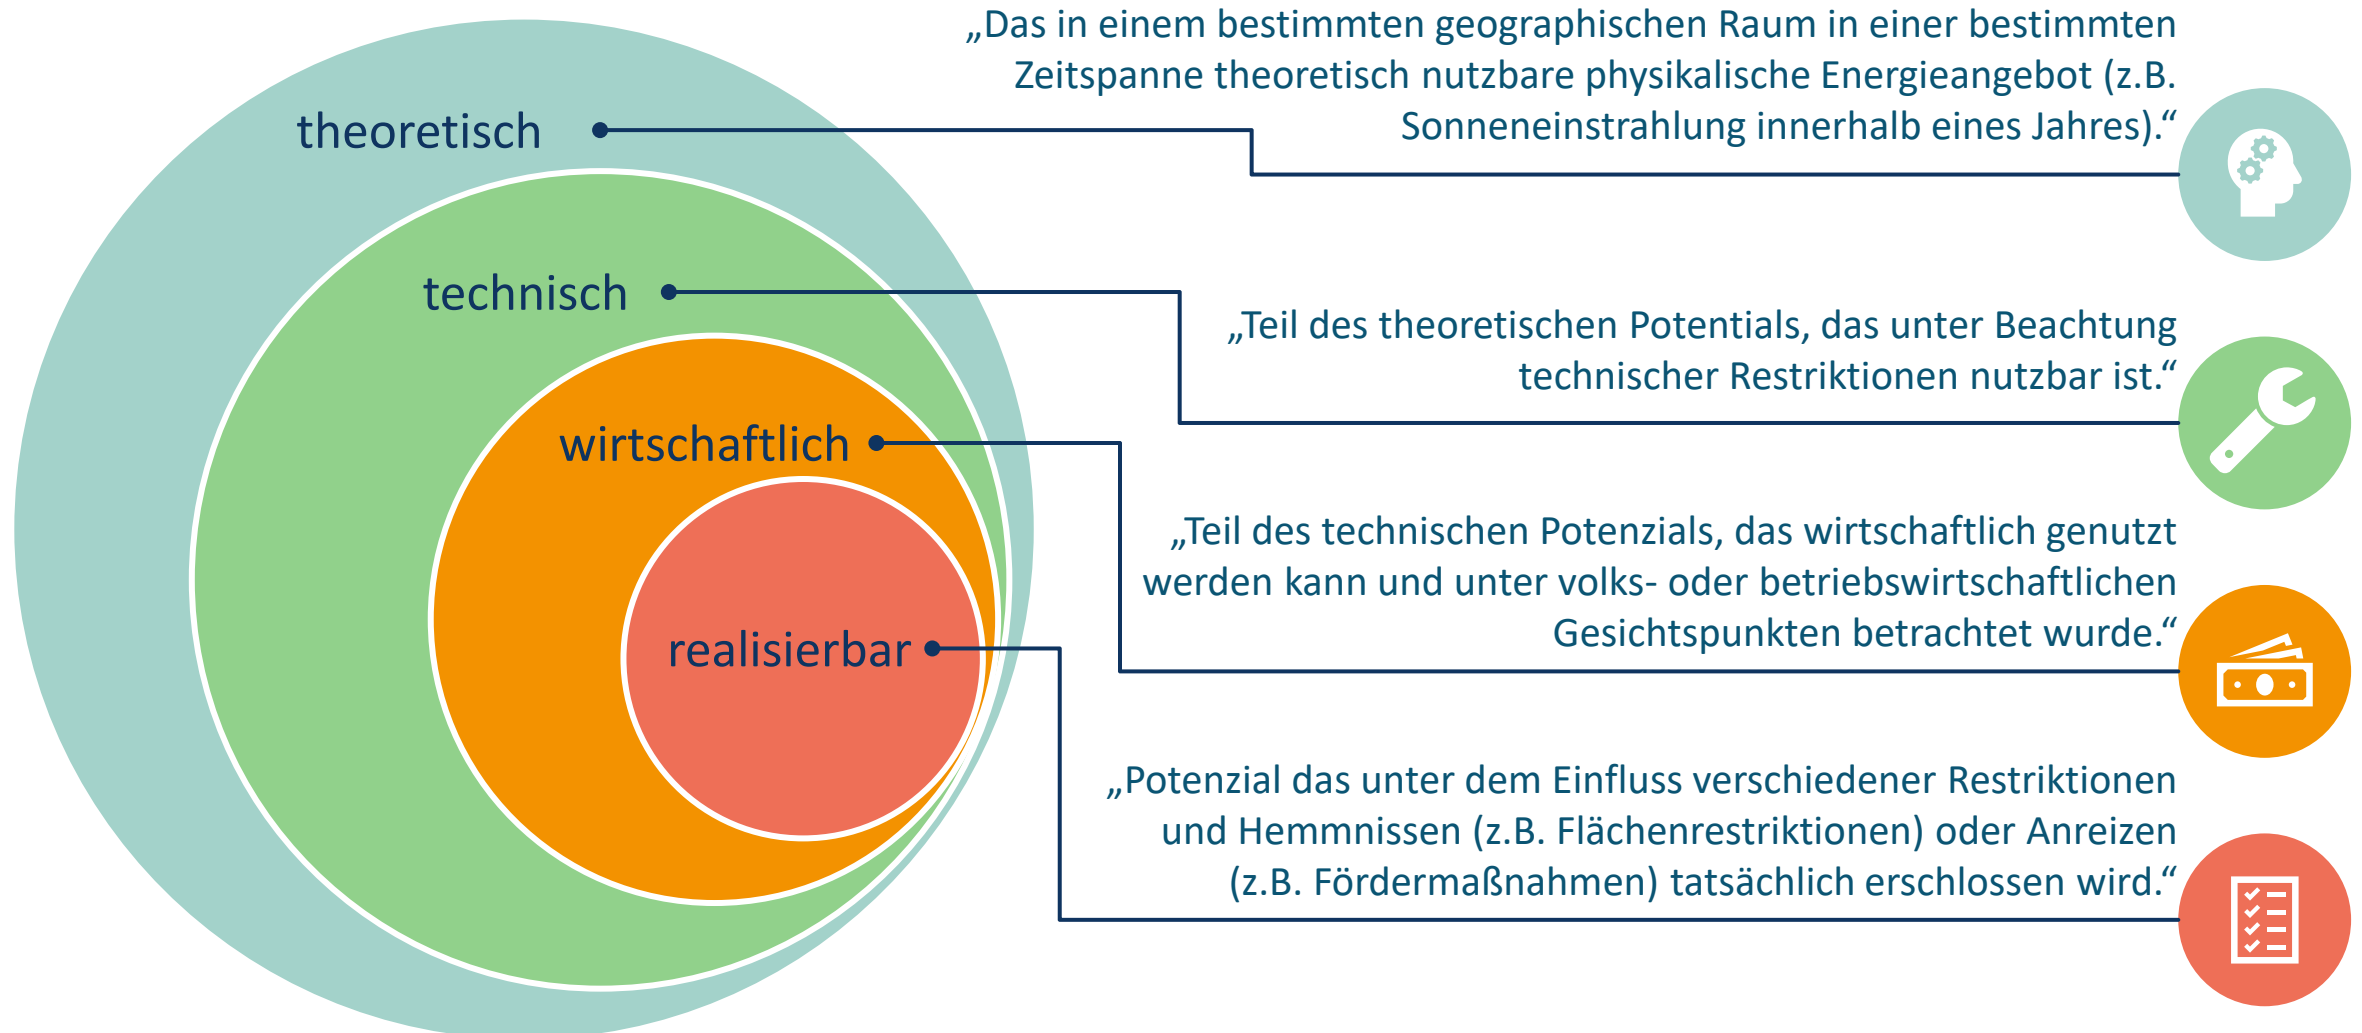 „Das in einem bestimmten geographischen Raum in einer bestimmten
Zeitspanne theoretisch nutzbare physikalische Energieangebot (z.B.
Sonneneinstrahlung innerhalb eines Jahres).“
theoretisch
technisch
„Teil des theoretischen Potentials, das unter Beachtung
technischer Restriktionen nutzbar ist.“
wirtschaftlich
„Teil des technischen Potenzials, das wirtschaftlich genutzt
werden kann und unter volks- oder betriebswirtschaftlichen
Gesichtspunkten betrachtet wurde.“
realisierbar
„Potenzial das unter dem Einfluss verschiedener Restriktionen
und Hemmnissen (z.B. Flächenrestriktionen) oder Anreizen
(z.B. Fördermaßnahmen) tatsächlich erschlossen wird.“